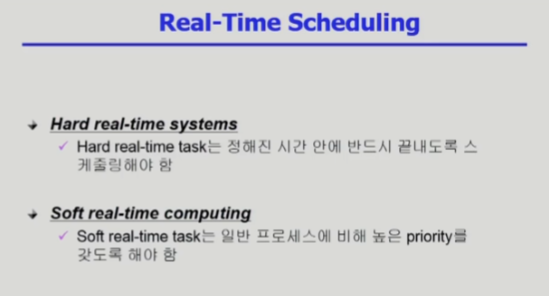 Real-Time Scheduling
Hard real-time systems
Hard real-time task는 정해진 시간 안에 반드시 끝내도록 스
케줄링해야 함
Soft real-time computing
Soft real-time task는 일반 프로세스에 비해 높은 priority를
갖도록 해야 함